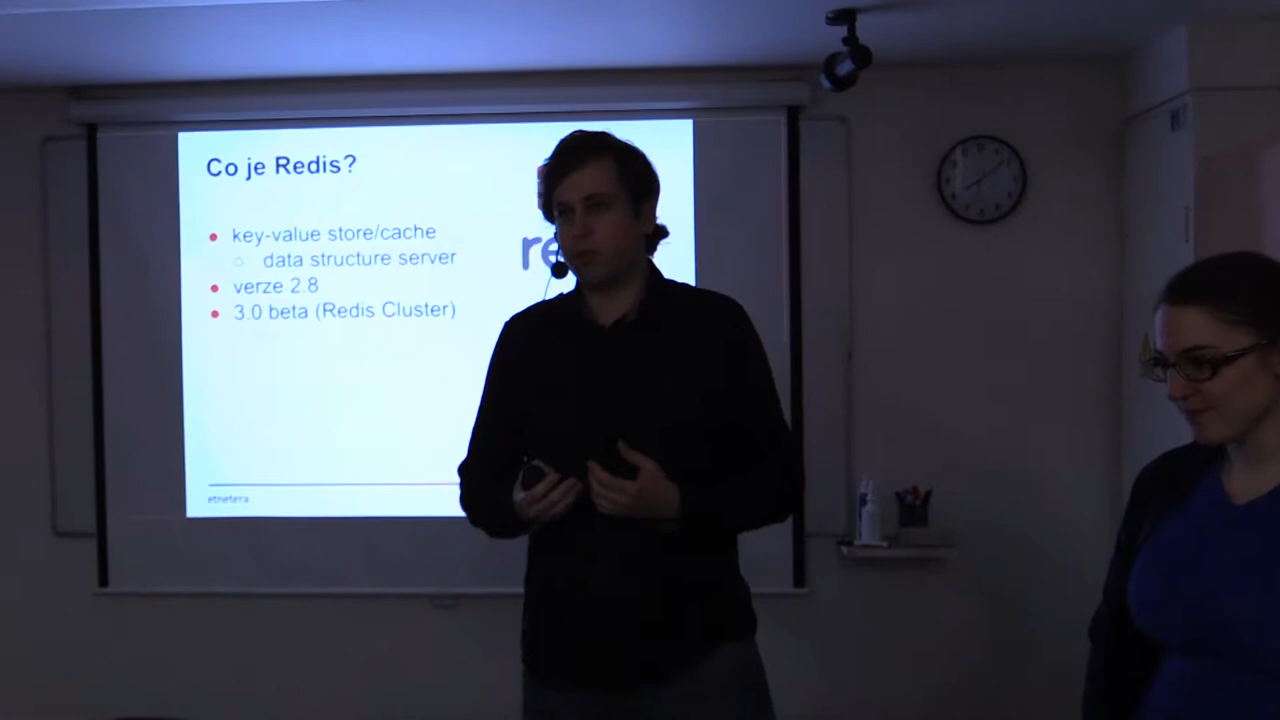 Co je Redis?
key-value store/cache
data structure server
verze 2.8
3.0 beta (Redis Cluster)
re
etnetera